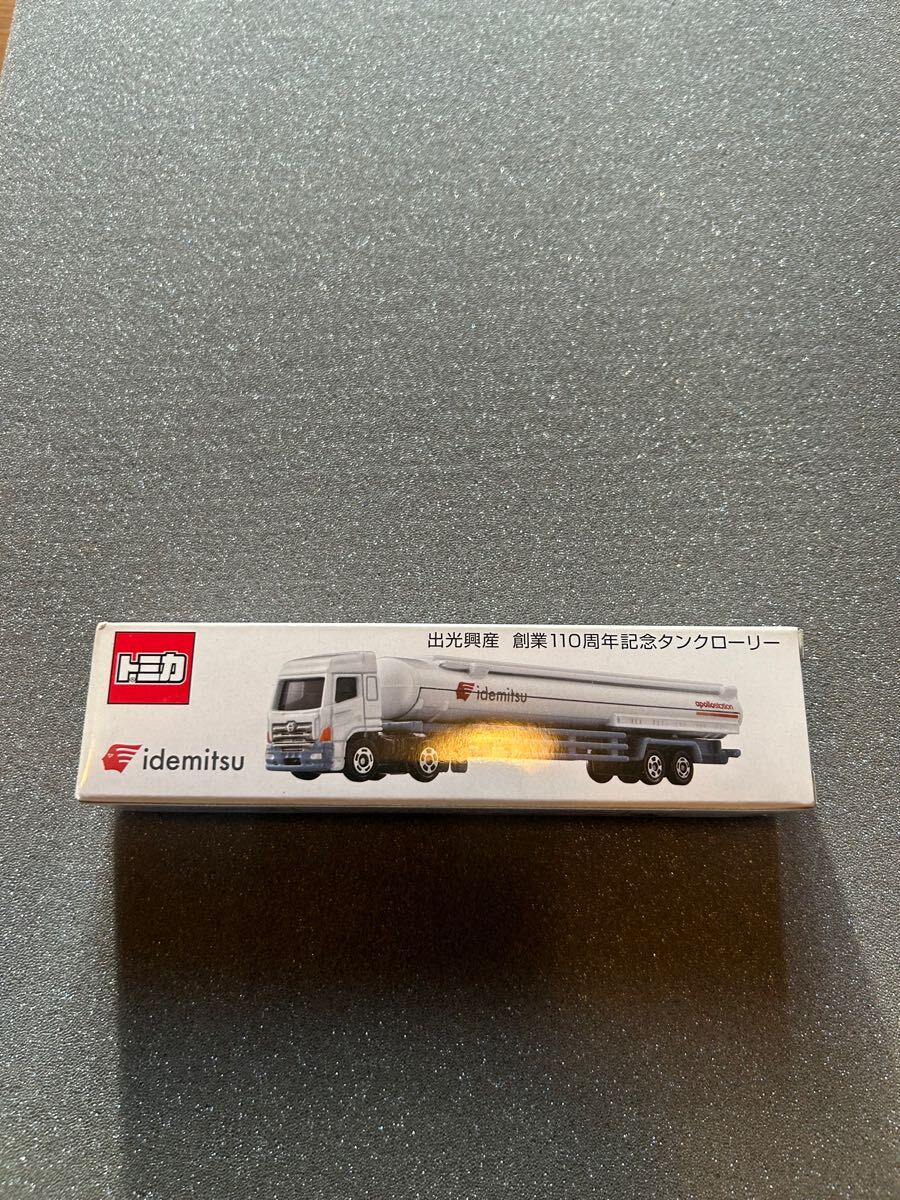 出光興産 創業110周年記念タンクローリー
トミカ
idemitsu
apollostation
idemitsu